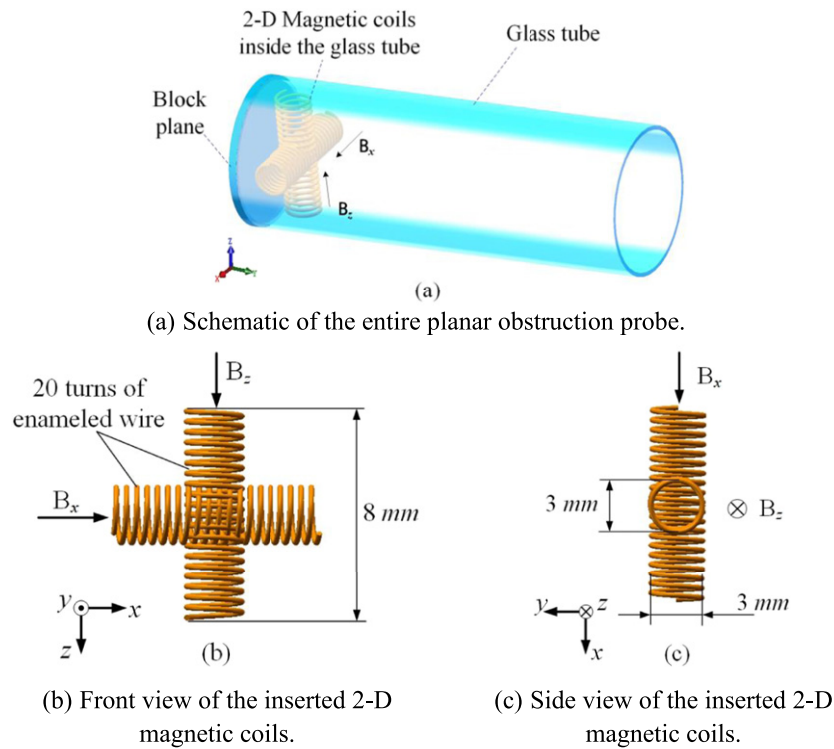 2-D Magnetic coils
inside the glass tube
Glass tube
Block
plane
Bx
Bz
Z
X
Y
(a)
(a) Schematic of the entire planar obstruction probe.
Bz
20 turns of
enameled wire
Bx
8 mm
y
x
z
(b)
Bx
3 mm
Bz
y
z
3 mm
x
(c)
(b) Front view of the inserted 2-D
magnetic coils.
(c) Side view of the inserted 2-D
magnetic coils.